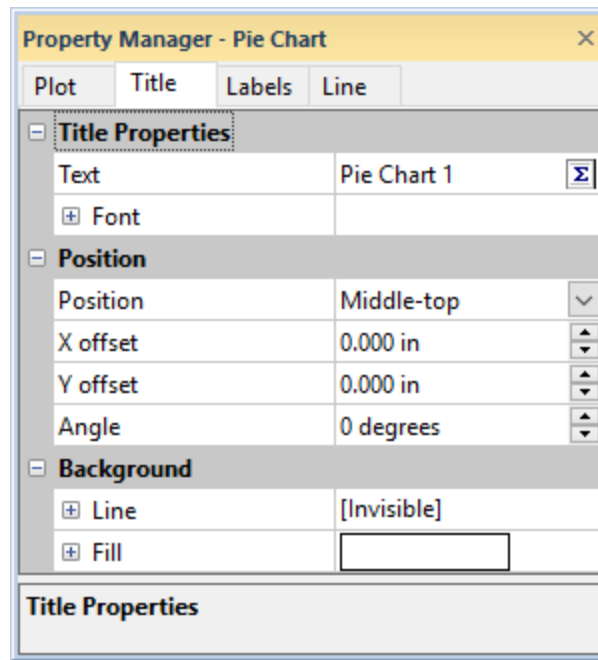 Property Manager - Pie Chart
Plot Title Labels Line
Title Properties
Text Pie Chart 1 Σ
Font
Position
Position Middle-top
X offset 0.000 in
Y offset 0.000 in
Angle 0 degrees
Background
Line [Invisible]
Fill
Title Properties